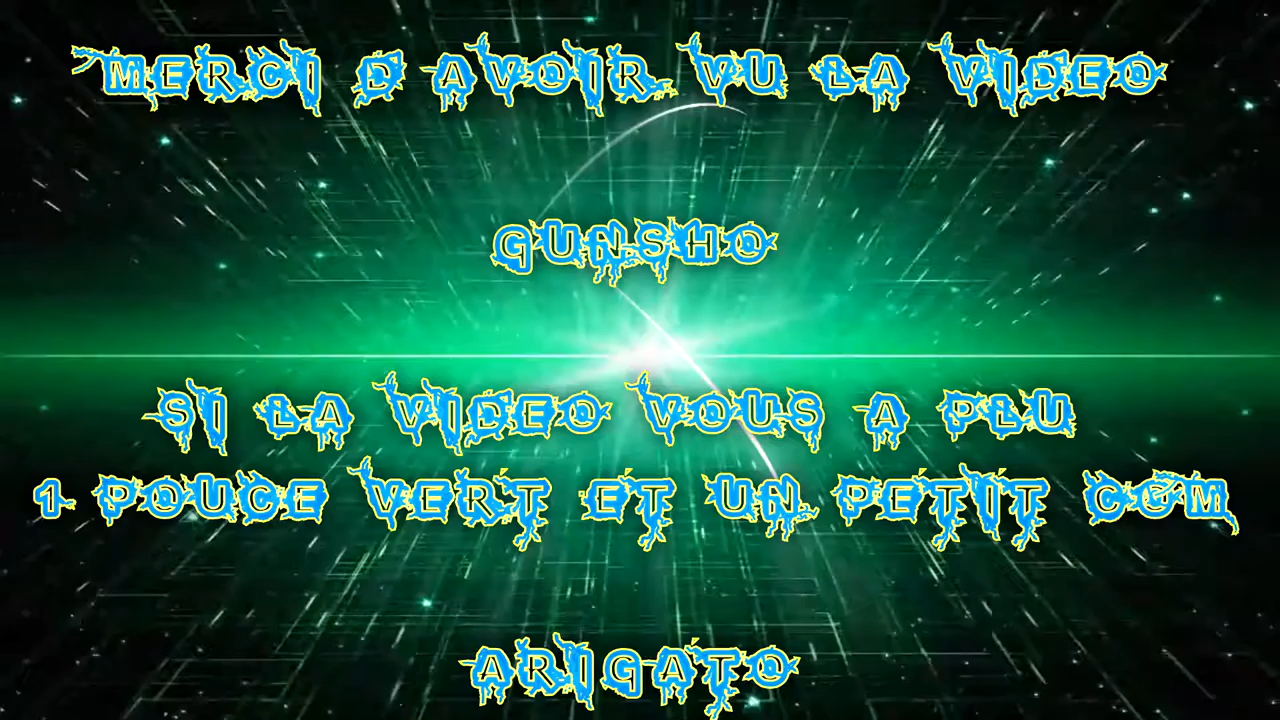 MERCI D AVOIR VU LA VIDEO
GUNSHO
SI LA VIDEO VOUS A PLU
1 POUCE VERT ET UN PETIT COM
ARIGATO